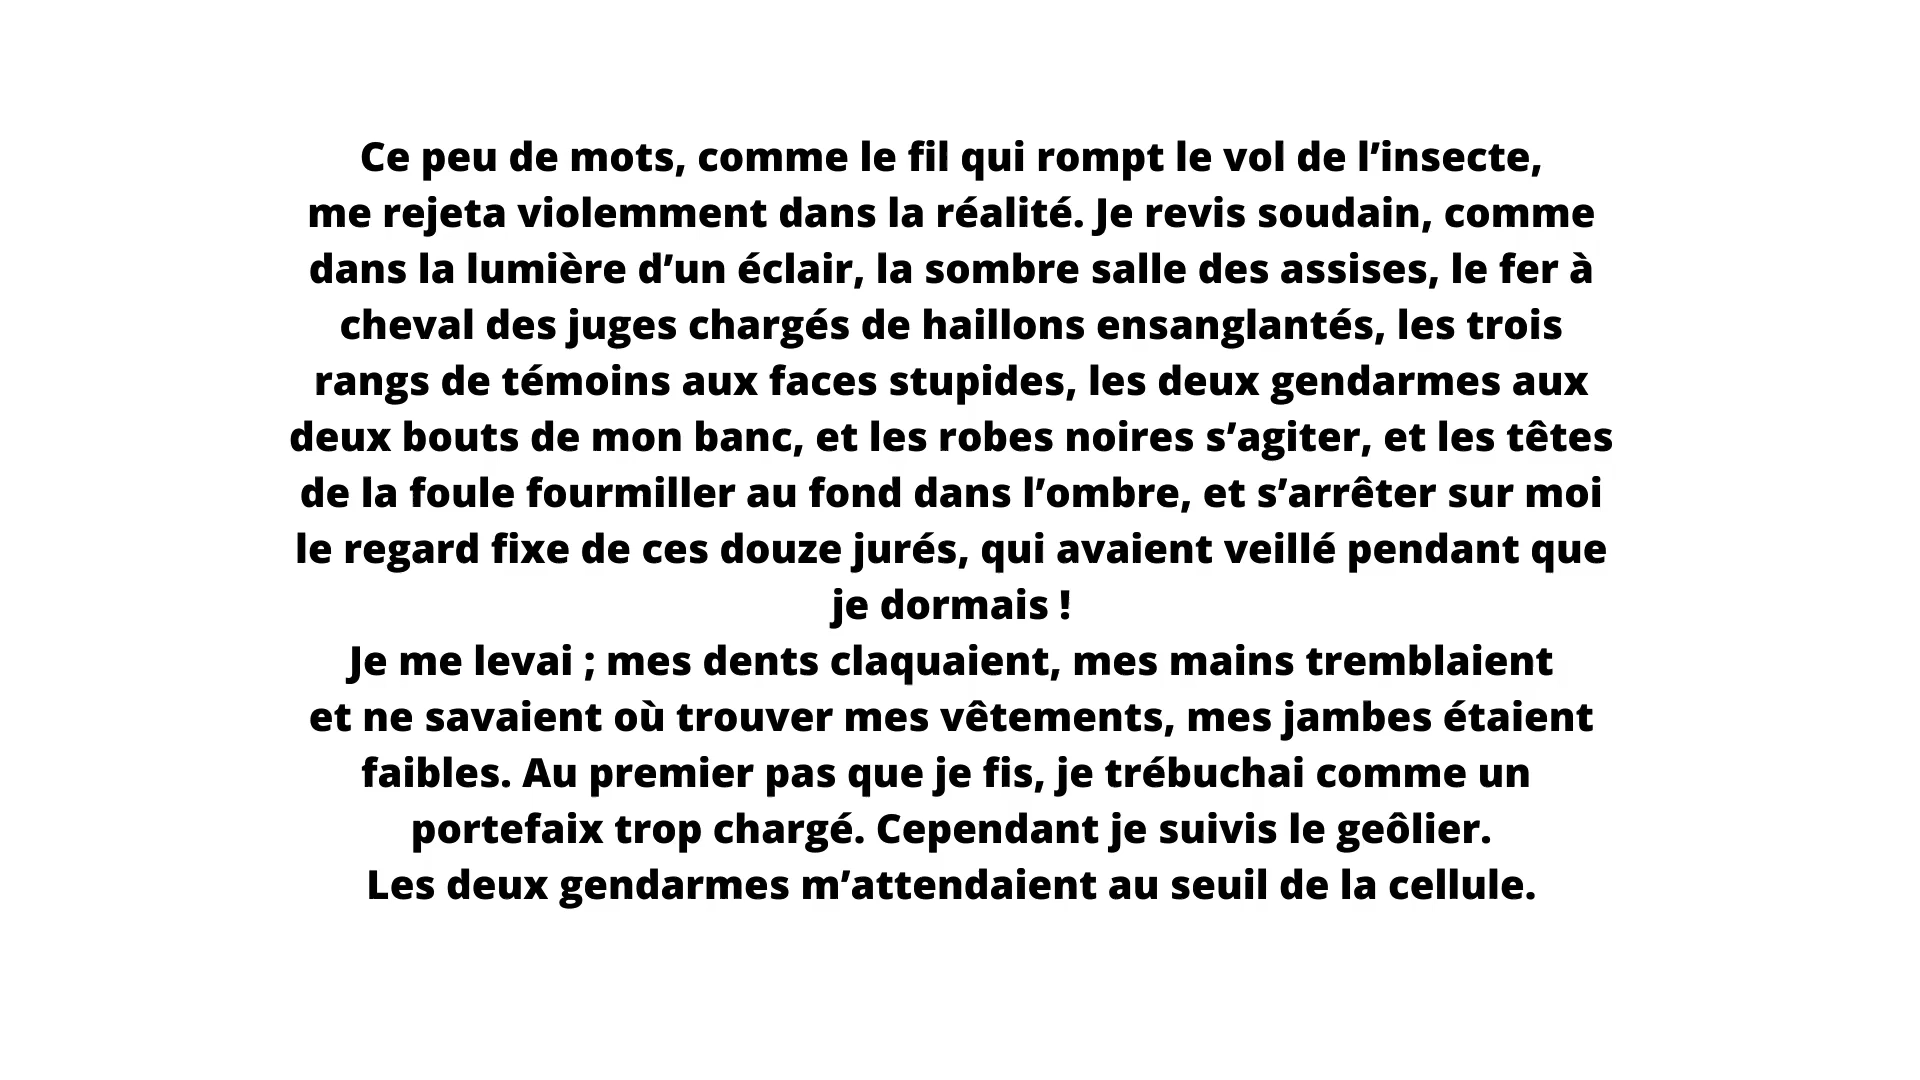 Ce peu de mots, comme le fil qui rompt le vol de l’insecte,
me rejeta violemment dans la réalité. Je revis soudain, comme
dans la lumière d’un éclair, la sombre salle des assises, le fer à
cheval des juges chargés de haillons ensanglantés, les trois
rangs de témoins aux faces stupides, les deux gendarmes aux
deux bouts de mon banc, et les robes noires s’agiter, et les têtes
de la foule fourmiller au fond dans l’ombre, et s’arrêter sur moi
le regard fixe de ces douze jurés, qui avaient veillé pendant que
je dormais !
Je me levai ; mes dents claquaient, mes mains tremblaient
et ne savaient où trouver mes vêtements, mes jambes étaient
faibles. Au premier pas que je fis, je trébuchai comme un
portefaix trop chargé. Cependant je suivis le geôlier.
Les deux gendarmes m’attendaient au seuil de la cellule.